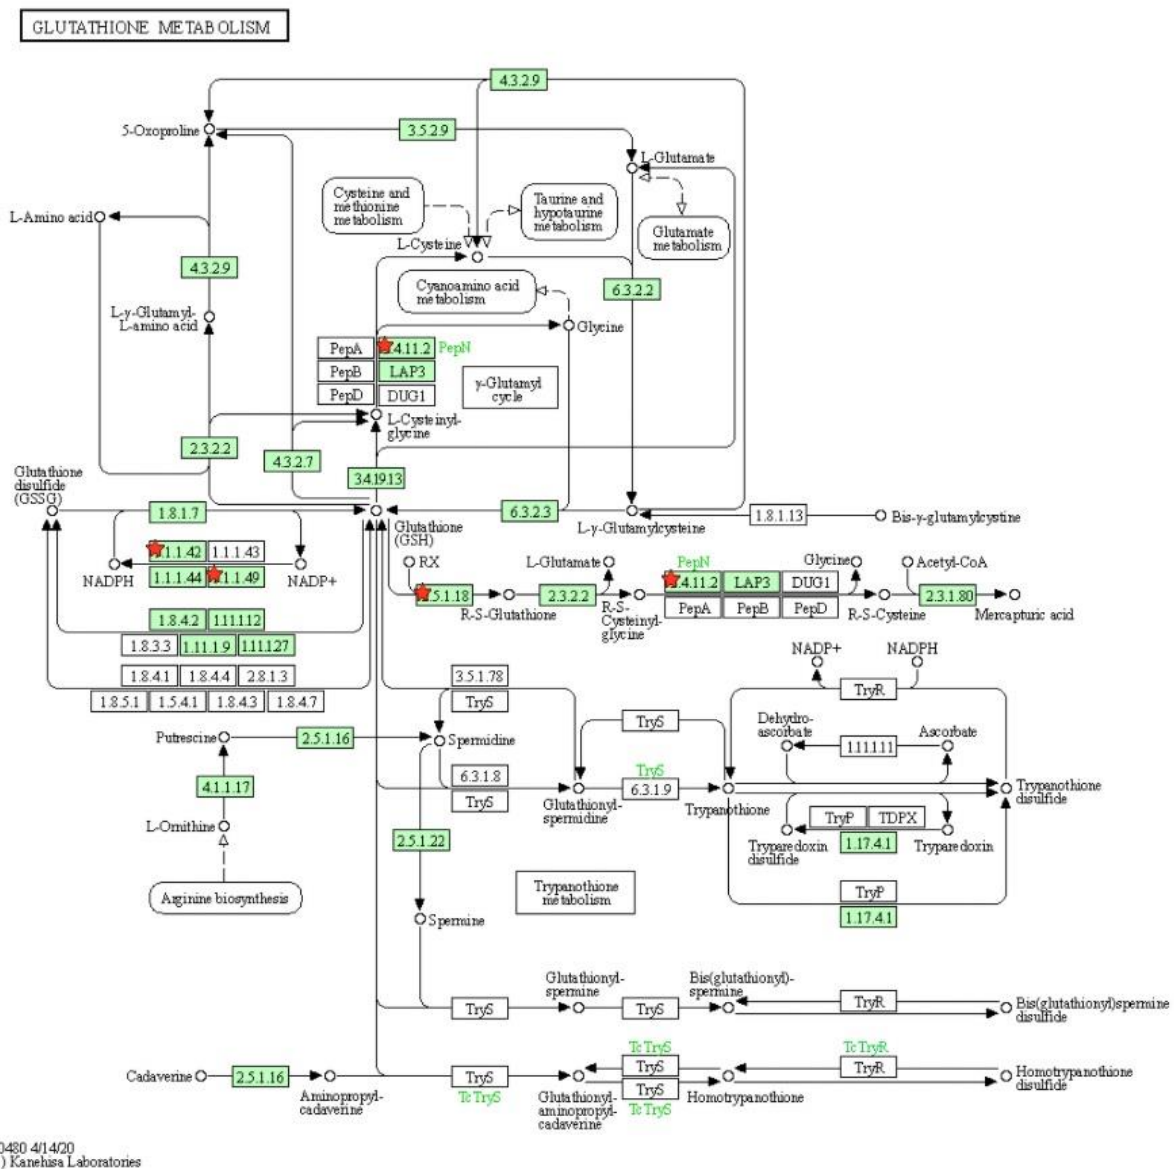 GLUTATHIONE METABOLISM
4.3.2.9
5-Oxoproline
3.5.2.9
L-Glutamate
Cysteine and
methionine
metabolism
Taurine and
hypotaurine
metabolism
L-Amino acid
Glutamate
metabolism
L-Cysteine
4.3.2.9
Cyanoamino acid
metabolism
6.3.2.2
L-γ-Glutamyl-
L-amino acid
Glycine
PepA
.4.11.2
PepN
PepB
LAP3
γ-Glutamyl
cycle
PepD
DUG1
L-Cysteinyl-
glycine
2.3.2.2
4.3.2.7
3.4.19.13
Glutathione
disulfide
(GSSG)
1.8.1.7
Glutathione
(GSH)
6.3.2.3
L-γ-Glutamylcysteine
1.8.1.13
Bis-γ-glutamylcystine
.1.1.42
1.1.1.43
NADPH
1.1.1.44
.1.1.49
NADP+
RX
L-Glutamate
PepN
Glycine
Acetyl-CoA
.5.1.18
R-S-Glutathione
2.3.2.2
R-S-
Cysteinyl-
glycine
.4.11.2
LAP3
DUG1
PepA
PepB
PepD
R-S-Cysteine
2.3.1.80
Mercapturic acid
1.8.4.2
1.11.1.12
1.8.3.3
1.11.1.9
1.11.1.27
1.8.4.1
1.8.4.4
2.8.1.3
1.8.5.1
1.5.4.1
1.8.4.3
1.8.4.7
3.5.1.78
TryS
NADP+
NADPH
TryR
Putrescine
2.5.1.16
Spermidine
TryS
Dehydro-
ascorbate
1.11.1.11
Ascorbate
4.1.1.17
6.3.1.8
TryS
Glutathionyl-
spermidine
TryS
6.3.1.9
Trypanothione
Trypanothione
disulfide
L-Ornithine
2.5.1.22
TryP
TDPX
1.17.4.1
Tryparedoxin
disulfide
Tryparedoxin
Arginine biosynthesis
Trypanothione
metabolism
TryP
1.17.4.1
Spermine
Glutathionyl-
spermine
Bis(glutathionyl)-
spermine
TryS
TryS
TryR
Bis(glutathionyl)spermine
disulfide
Cadaverine
2.5.1.16
Aminopropyl-
cadaverine
TryS
TcTryS
Glutathionyl-
aminopropyl-
cadaverine
TcTryS
TryS
TryS
TcTryS
Homotrypanothione
TcTryR
TryR
Homotrypanothione
disulfide
0480 4/14/20
) Kanehisa Laboratories